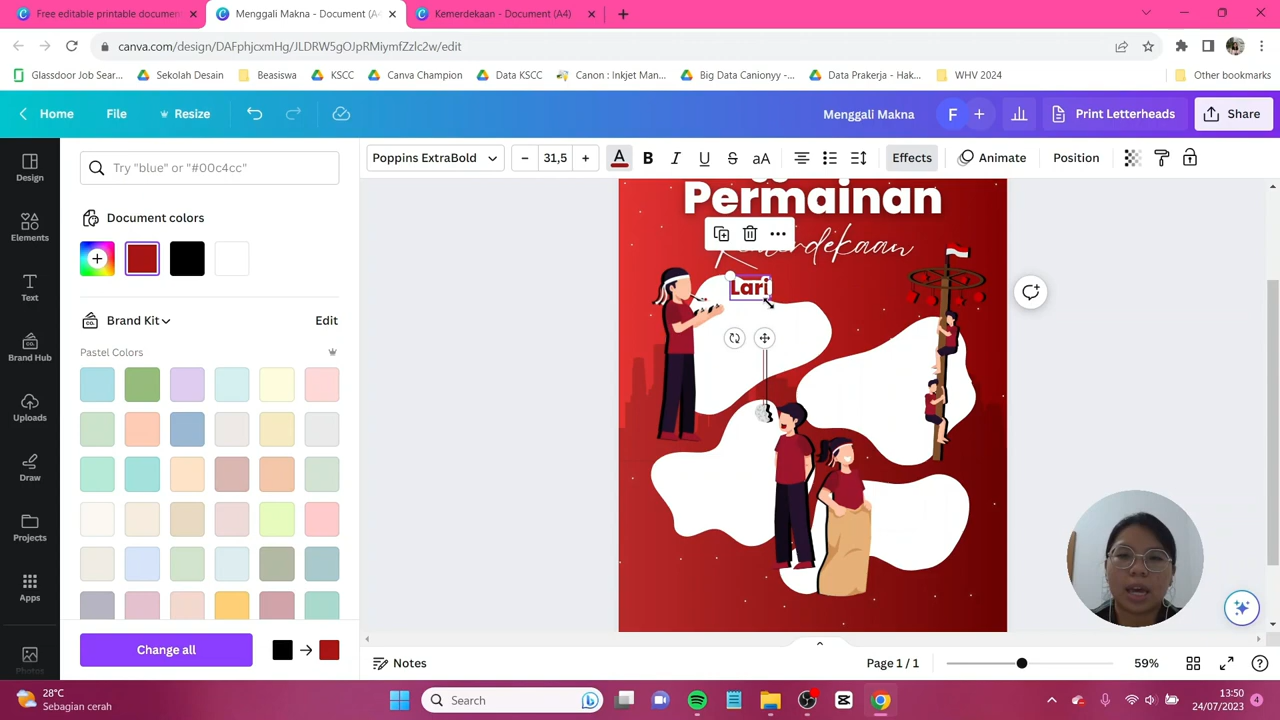 Free editable printable documen
Menggali Makna - Document (A4
Kemerdekaan - Document (A4)
canva.com/design/DAFphjcxmHg/JLDRW5gOJpRMiymfZzlc2w/edit
Glassdoor Job Sear...
Sekolah Desain
Beasiswa
KSCC
Canva Champion
Data KSCC
Canon : Inkjet Man...
Big Data Canionyy -...
Data Prakerja - Hak...
WHV 2024
Other bookmarks
Home
File
Resize
Menggali Makna
F
Print Letterheads
Share
Design
Elements
Text
Brand Hub
Uploads
Draw
Projects
Apps
Photos
Try "blue" or "#00c4cc"
Document colors
Brand Kit
Edit
Pastel Colors
Change all
Poppins ExtraBold
31,5
A
B
I
U
S
aA
Effects
Animate
Position
Permainan
Kemerdekaan
Lari
Notes
Page 1 / 1
59%
28°C
Sebagian cerah
Search
13:50
24/07/2023